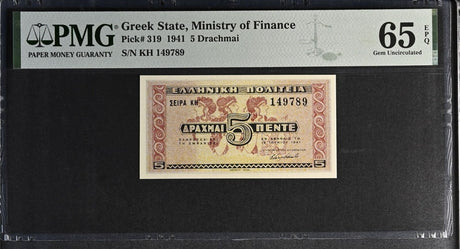 PMG
PAPER MONEY GUARANTY
Greek State, Ministry of Finance
Pick# 319 1941 5 Drachmai
S/N KH 149789
65 EPQ
Gem Uncirculated
ΕΛΛΗΝΙΚΗ ΠΟΛΙΤΕΙΑ
ΣΕΙΡΑ ΚΗ 149789
ΔΡΑΧΜΑΙ 5 ΠΕΝΤΕ
5 5